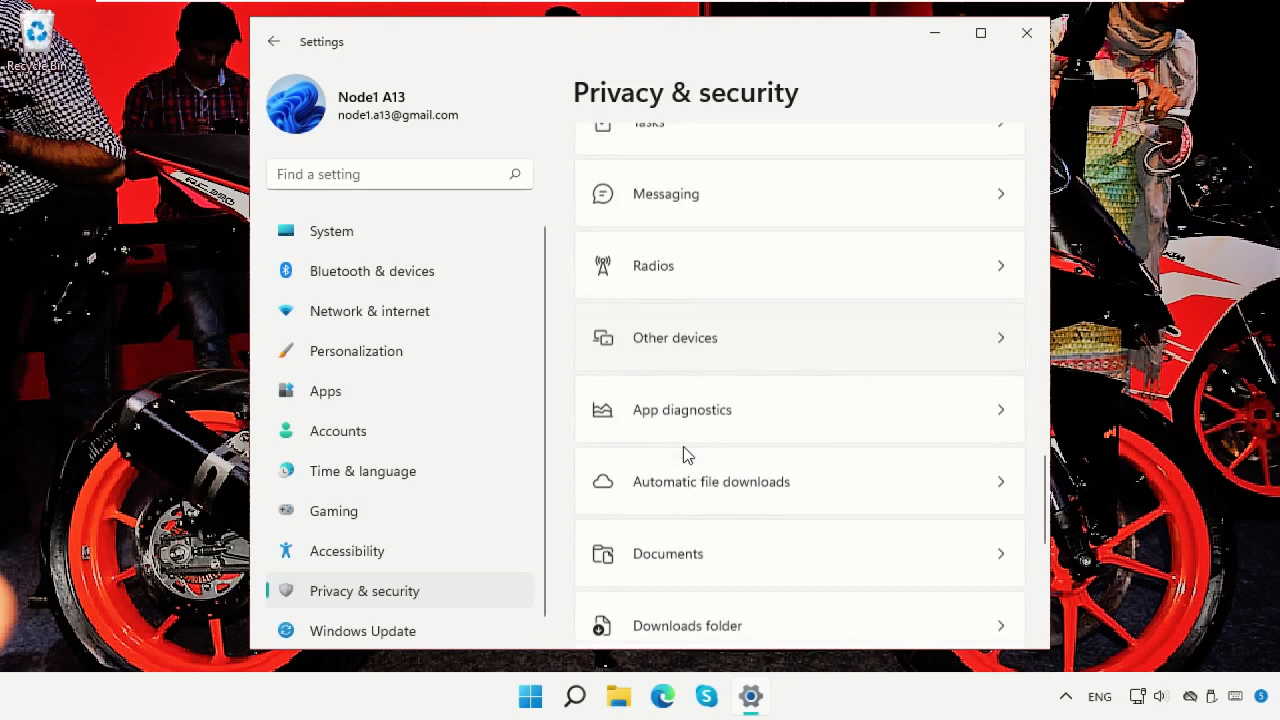 Recycle Bin
Settings
Node1 A13
node1.a13@gmail.com
Find a setting
System
Bluetooth & devices
Network & internet
Personalization
Apps
Accounts
Time & language
Gaming
Accessibility
Privacy & security
Windows Update
Privacy & security
Tasks
Messaging
Radios
Other devices
App diagnostics
Automatic file downloads
Documents
Downloads folder
ENG
5